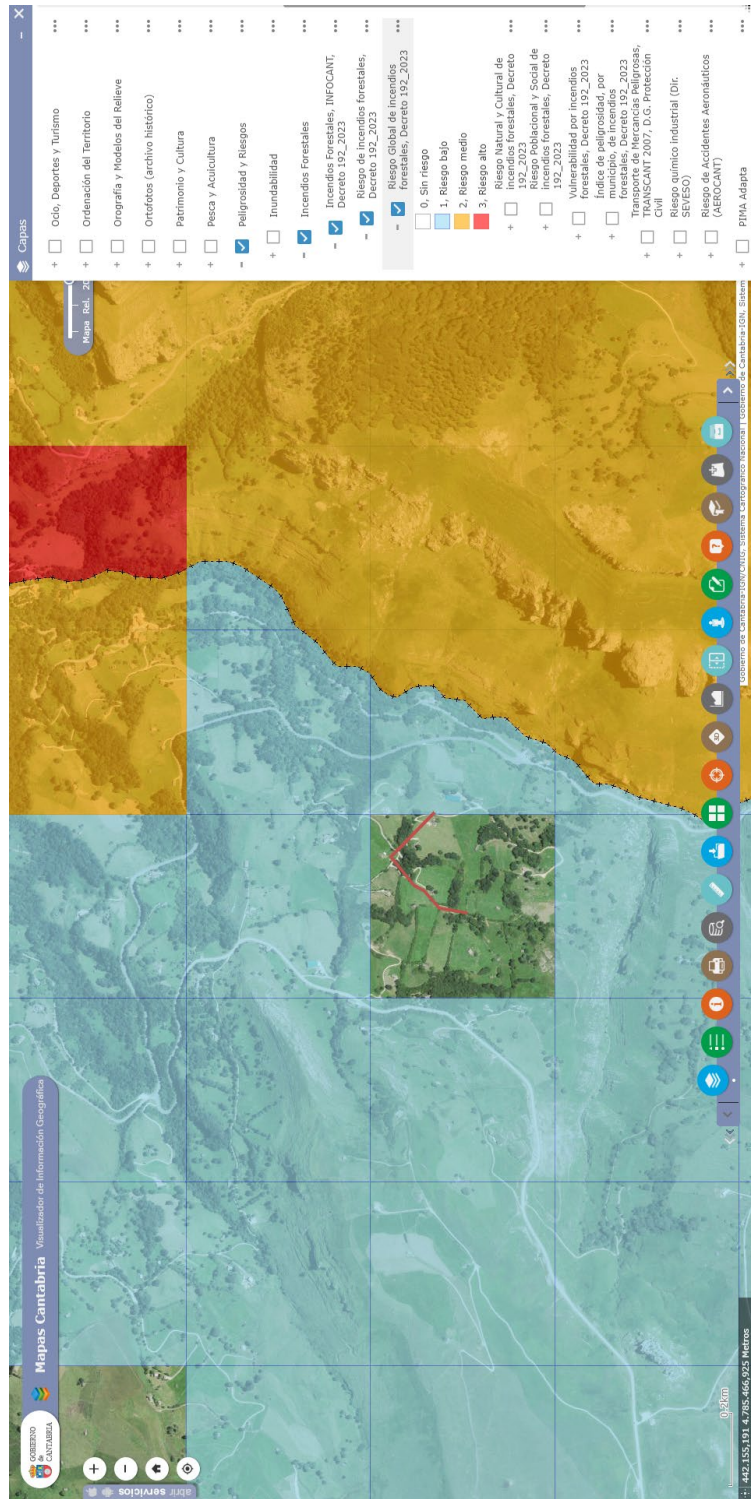 GOBIERNO
de
CANTABRIA
Mapas Cantabria Visualizador de Información Geográfica
abrir servicios
Mapa Rel. 20
Capas
Ocio, Deportes y Turismo
Ordenación del Territorio
Orografía y Modelos del Relieve
Ortofotos (archivo histórico)
Patrimonio y Cultura
Pesca y Acuicultura
Peligrosidad y Riesgos
Inundabilidad
Incendios Forestales
Incendios Forestales, INFOCANT,
Decreto 192_2023
Riesgo de incendios forestales,
Decreto 192_2023
Riesgo Global de incendios
forestales, Decreto 192_2023
0, Sin riesgo
1, Riesgo bajo
2, Riesgo medio
3, Riesgo alto
Riesgo Natural y Cultural de
incendios forestales, Decreto
192_2023
Riesgo Poblacional y Social de
incendios forestales, Decreto
192_2023
Vulnerabilidad por incendios
forestales, Decreto 192_2023
Índice de peligrosidad, por
municipio, de incendios
forestales, Decreto 192_2023
Transporte de Mercancías Peligrosas,
TRANSCANT 2007, D.G. Protección
Civil
Riesgo químico industrial (Dir.
SEVESO)
Riesgo de Accidentes Aeronáuticos
(AEROCANT)
PIMA Adapta
0,2km
3D
442.155,191 4.785.466,925 Metros
Gobierno de Cantabria-IGN/CNIG, Sistema Cartográfico Nacional | Gobierno de Cantabria-IGN, Sistem